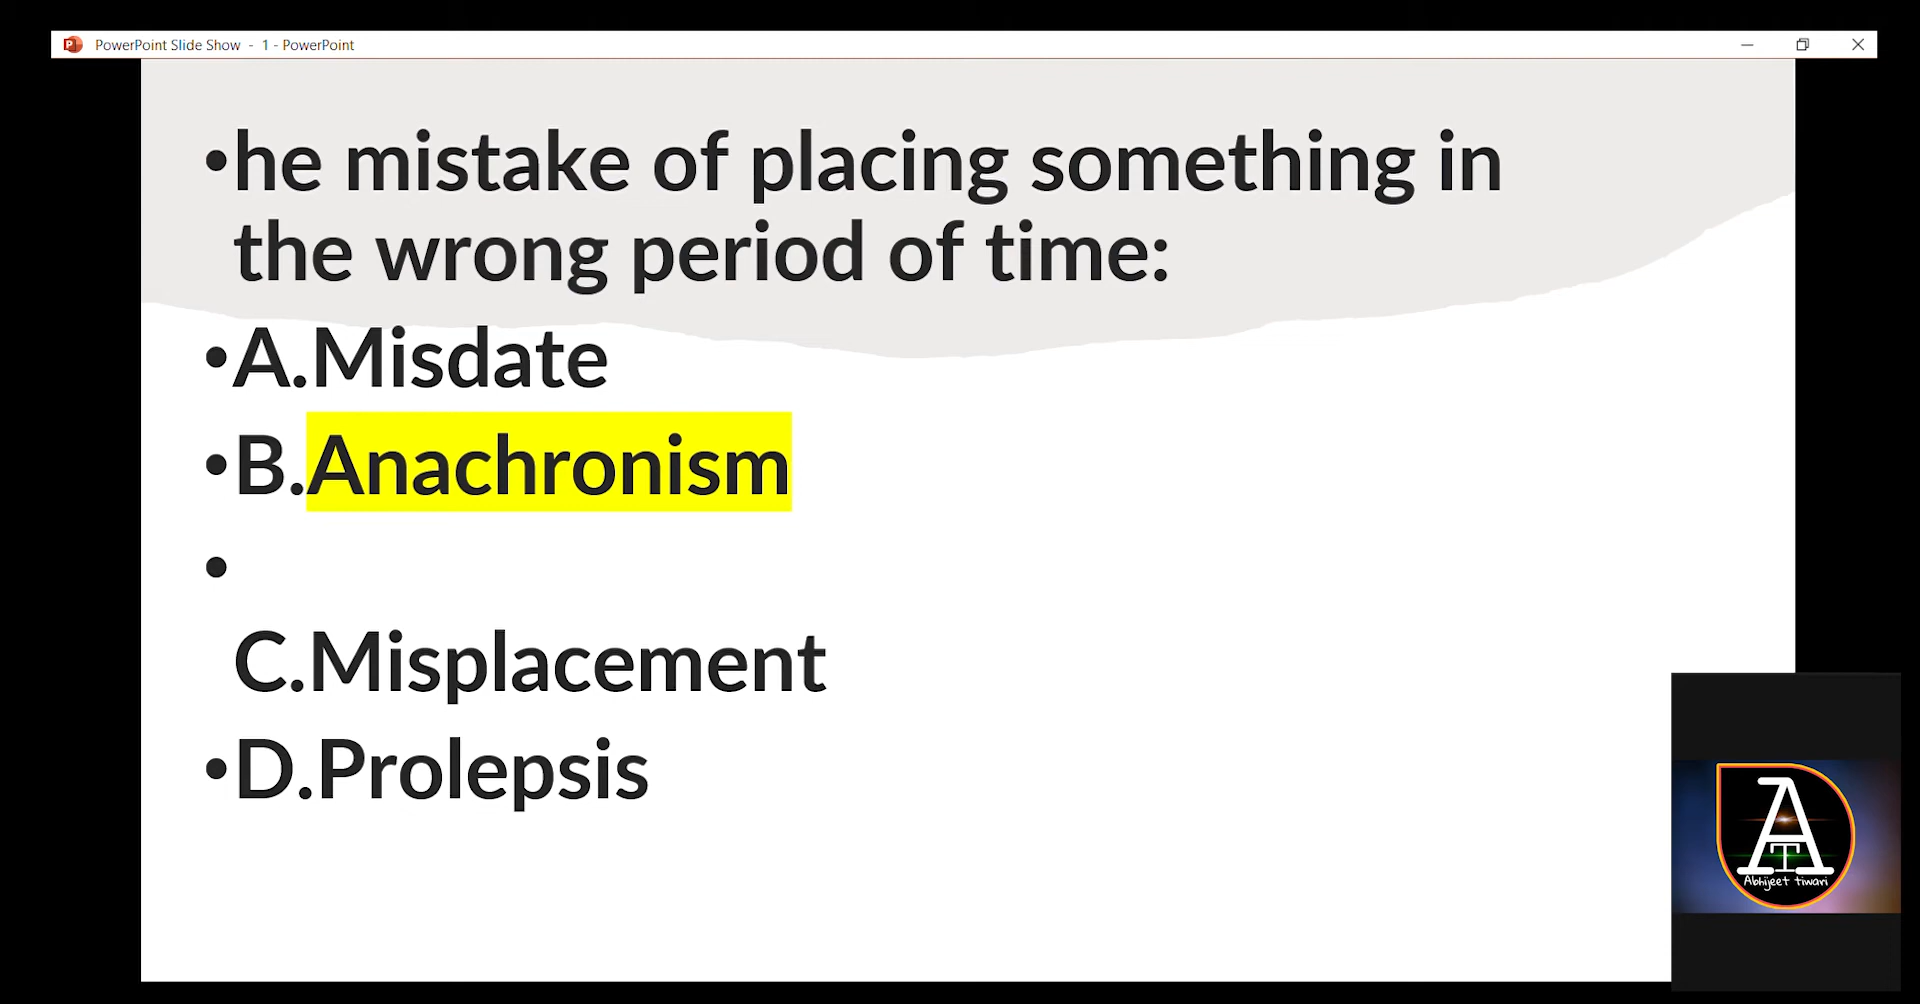 PowerPoint Slide Show - 1 - PowerPoint
•he mistake of placing something in
the wrong period of time:
•A.Misdate
•B.Anachronism
•
C.Misplacement
•D.Prolepsis
AT
Abhijeet tiwari